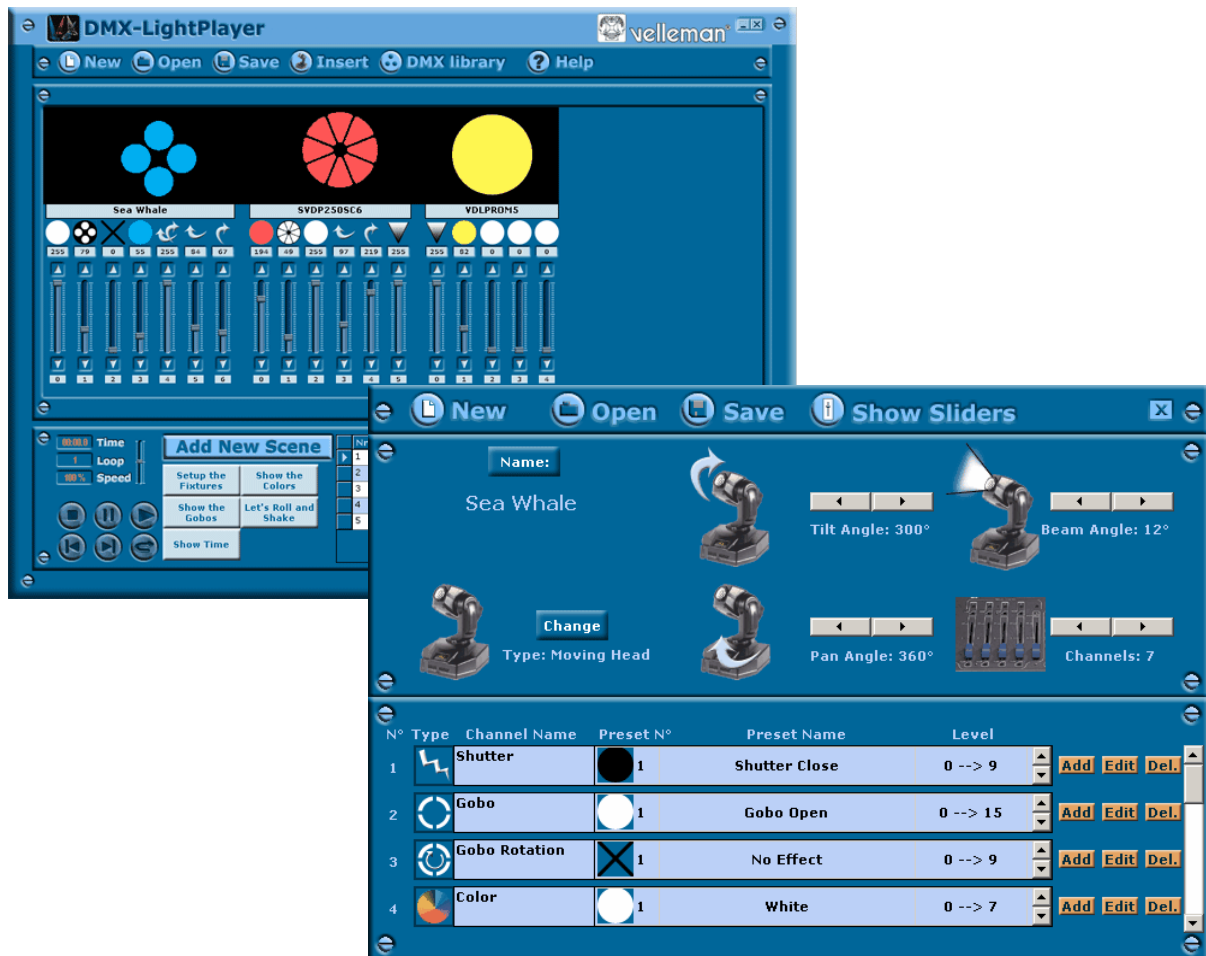 DMX-LightPlayer velleman
New Open Save Insert DMX library Help
Sea Whale SVDP250SC6 VDLPROM5
255 79 0 55 255 84 67 194 49 255 97 219 255 255 82 0 0 0
0 1 2 3 4 5 6 0 1 2 3 4 5 0 1 2 3 4
00:00.0 Time
1 Loop
100 % Speed
Add New Scene
Setup the Fixtures
Show the Colors
Show the Gobos
Let's Roll and Shake
Show Time
1
2
3
4
5
New Open Save Show Sliders
Name:
Sea Whale
Tilt Angle: 300°
Beam Angle: 12°
Change
Type: Moving Head
Pan Angle: 360°
Channels: 7
N° Type Channel Name Preset N° Preset Name Level
1 Shutter 1 Shutter Close 0 --> 9 Add Edit Del.
2 Gobo 1 Gobo Open 0 --> 15 Add Edit Del.
3 Gobo Rotation 1 No Effect 0 --> 9 Add Edit Del.
4 Color 1 White 0 --> 7 Add Edit Del.